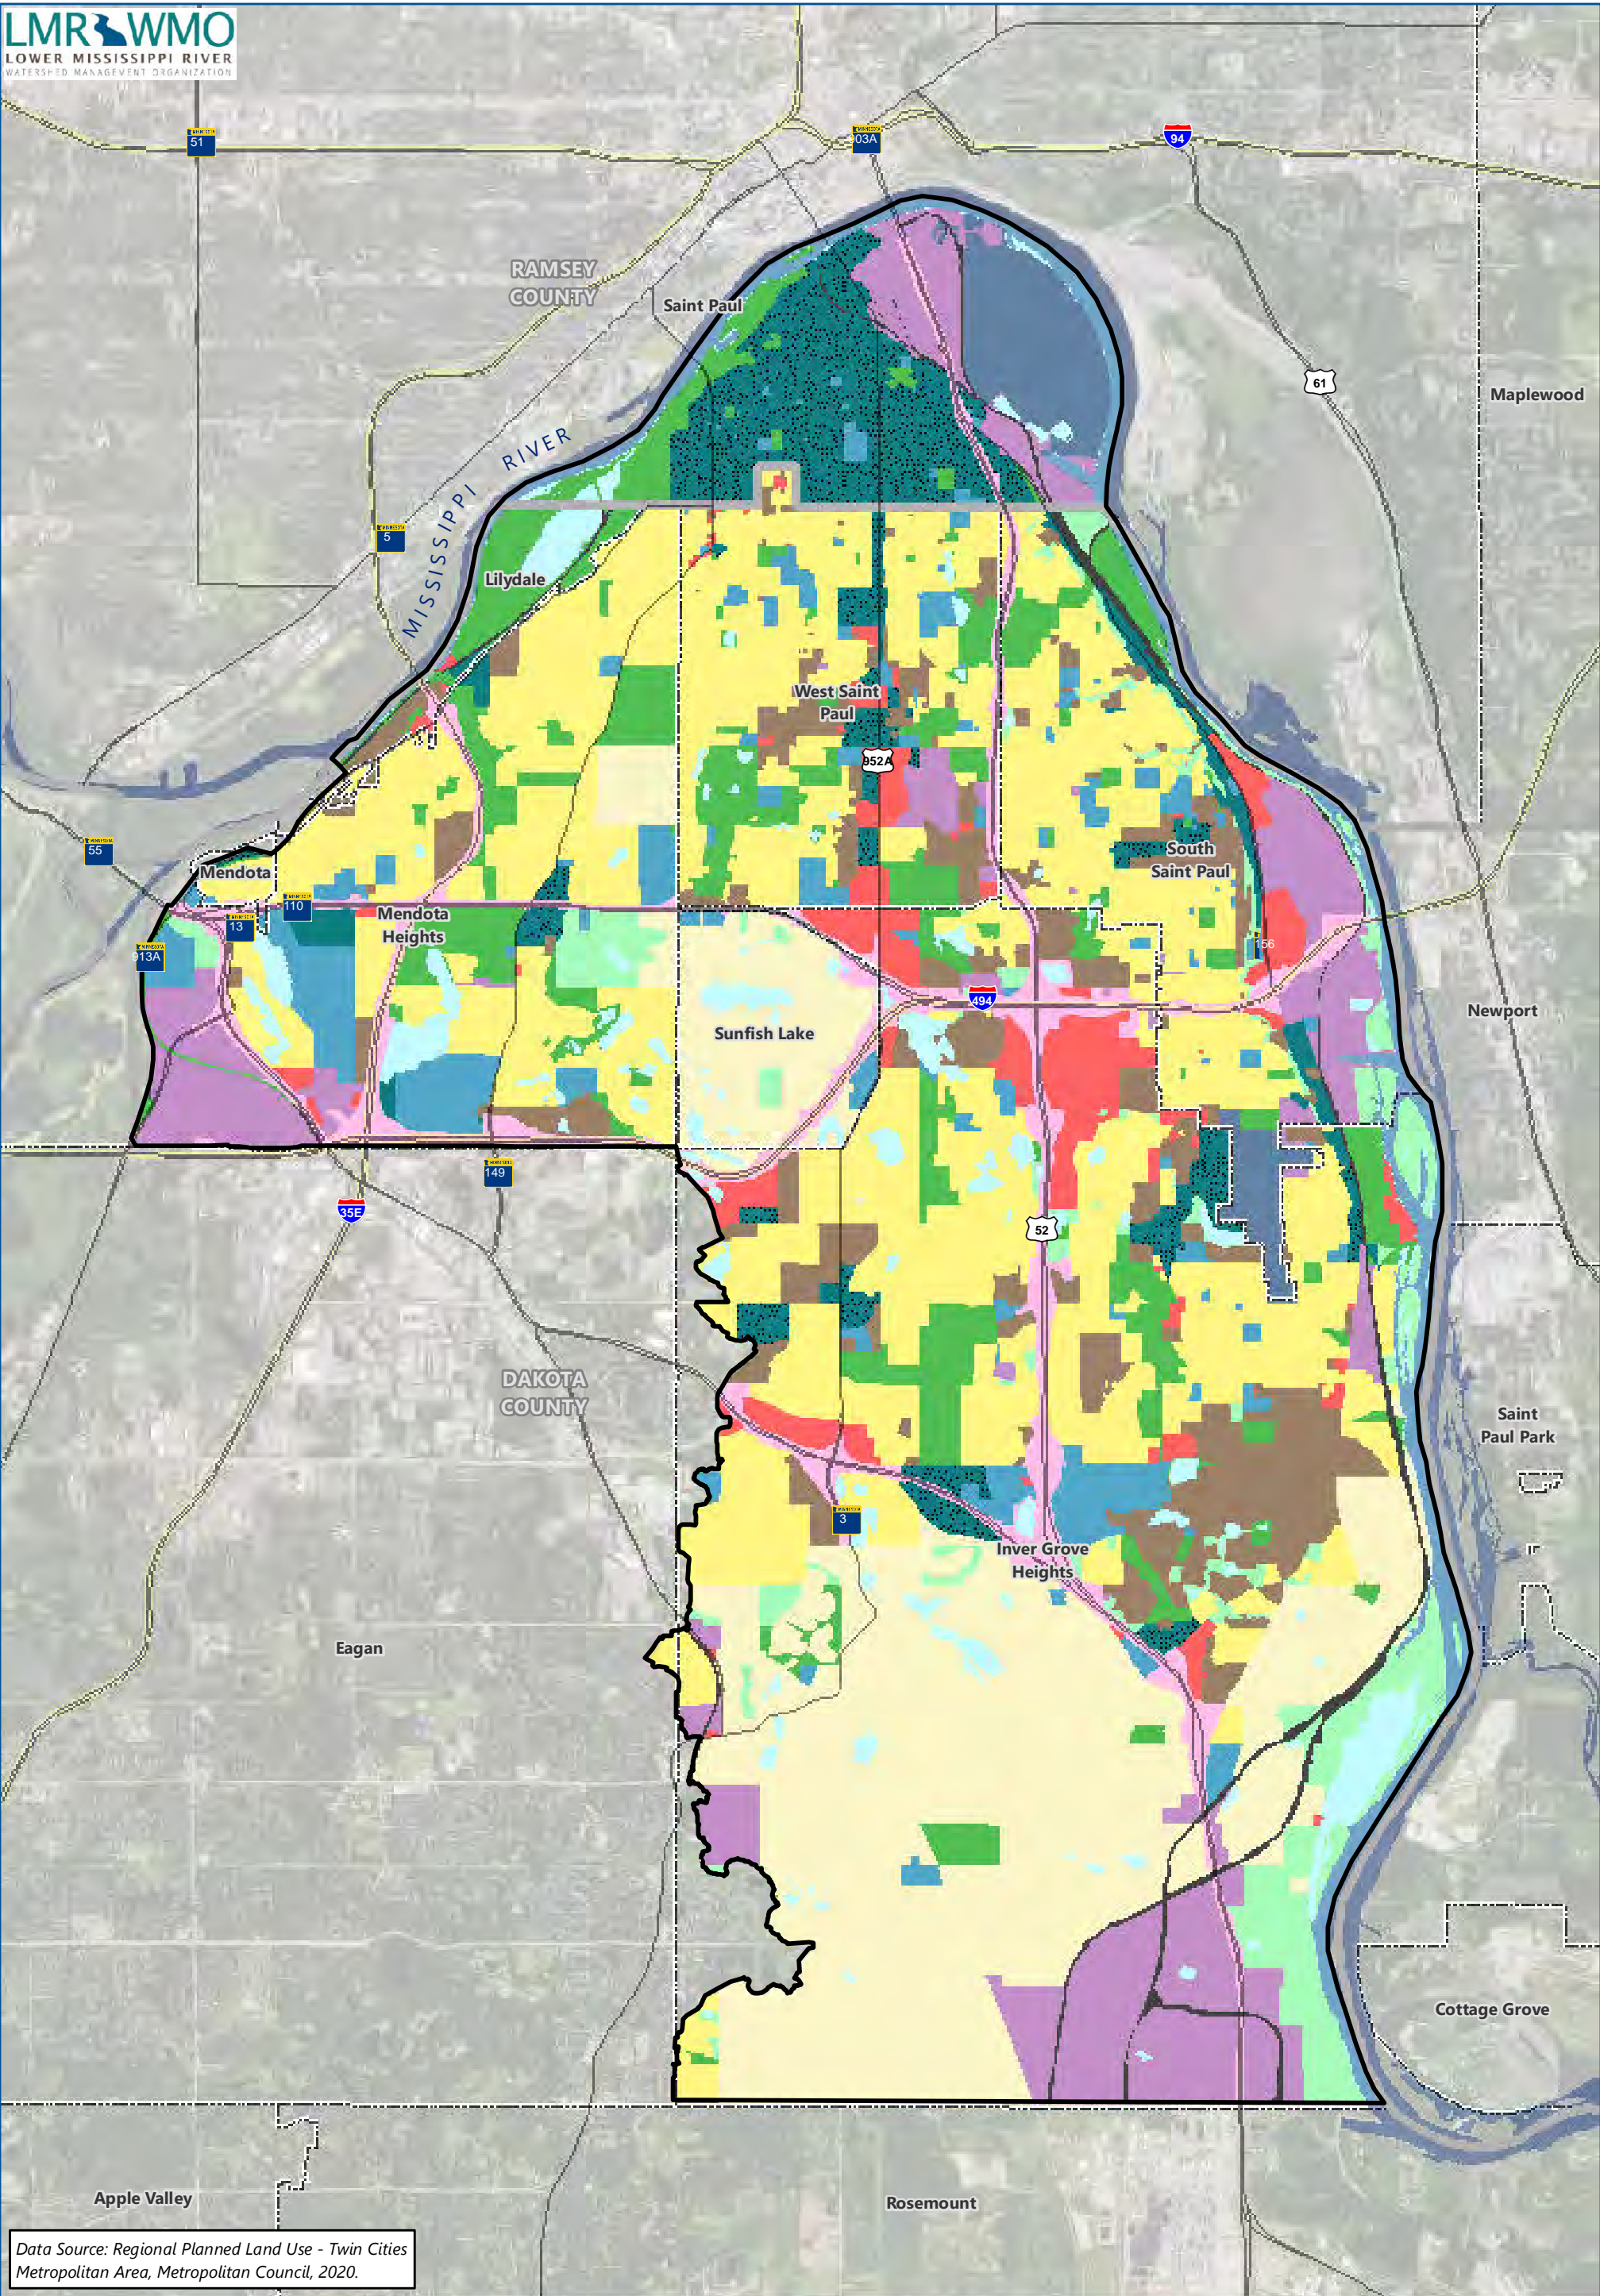 LMR WMO
LOWER MISSISSIPPI RIVER
WATERSHED MANAGEMENT ORGANIZATION
51
03A
94
RAMSEY
COUNTY
Saint Paul
61
Maplewood
MISSISSIPPI RIVER
5
Lilydale
West Saint
Paul
952A
55
South
Saint Paul
Mendota
110
Mendota
Heights
13
156
913A
494
Newport
Sunfish Lake
149
35E
52
DAKOTA
COUNTY
Saint
Paul Park
3
Inver Grove
Heights
Eagan
Cottage Grove
Apple Valley
Rosemount
Data Source: Regional Planned Land Use - Twin Cities
Metropolitan Area, Metropolitan Council, 2020.